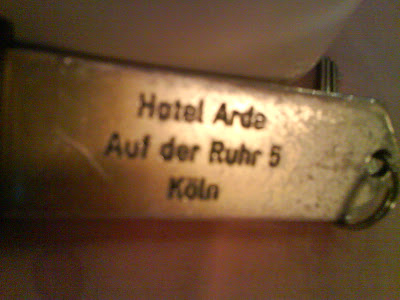 Hotel Arde
Auf der Ruhr 5
Köln